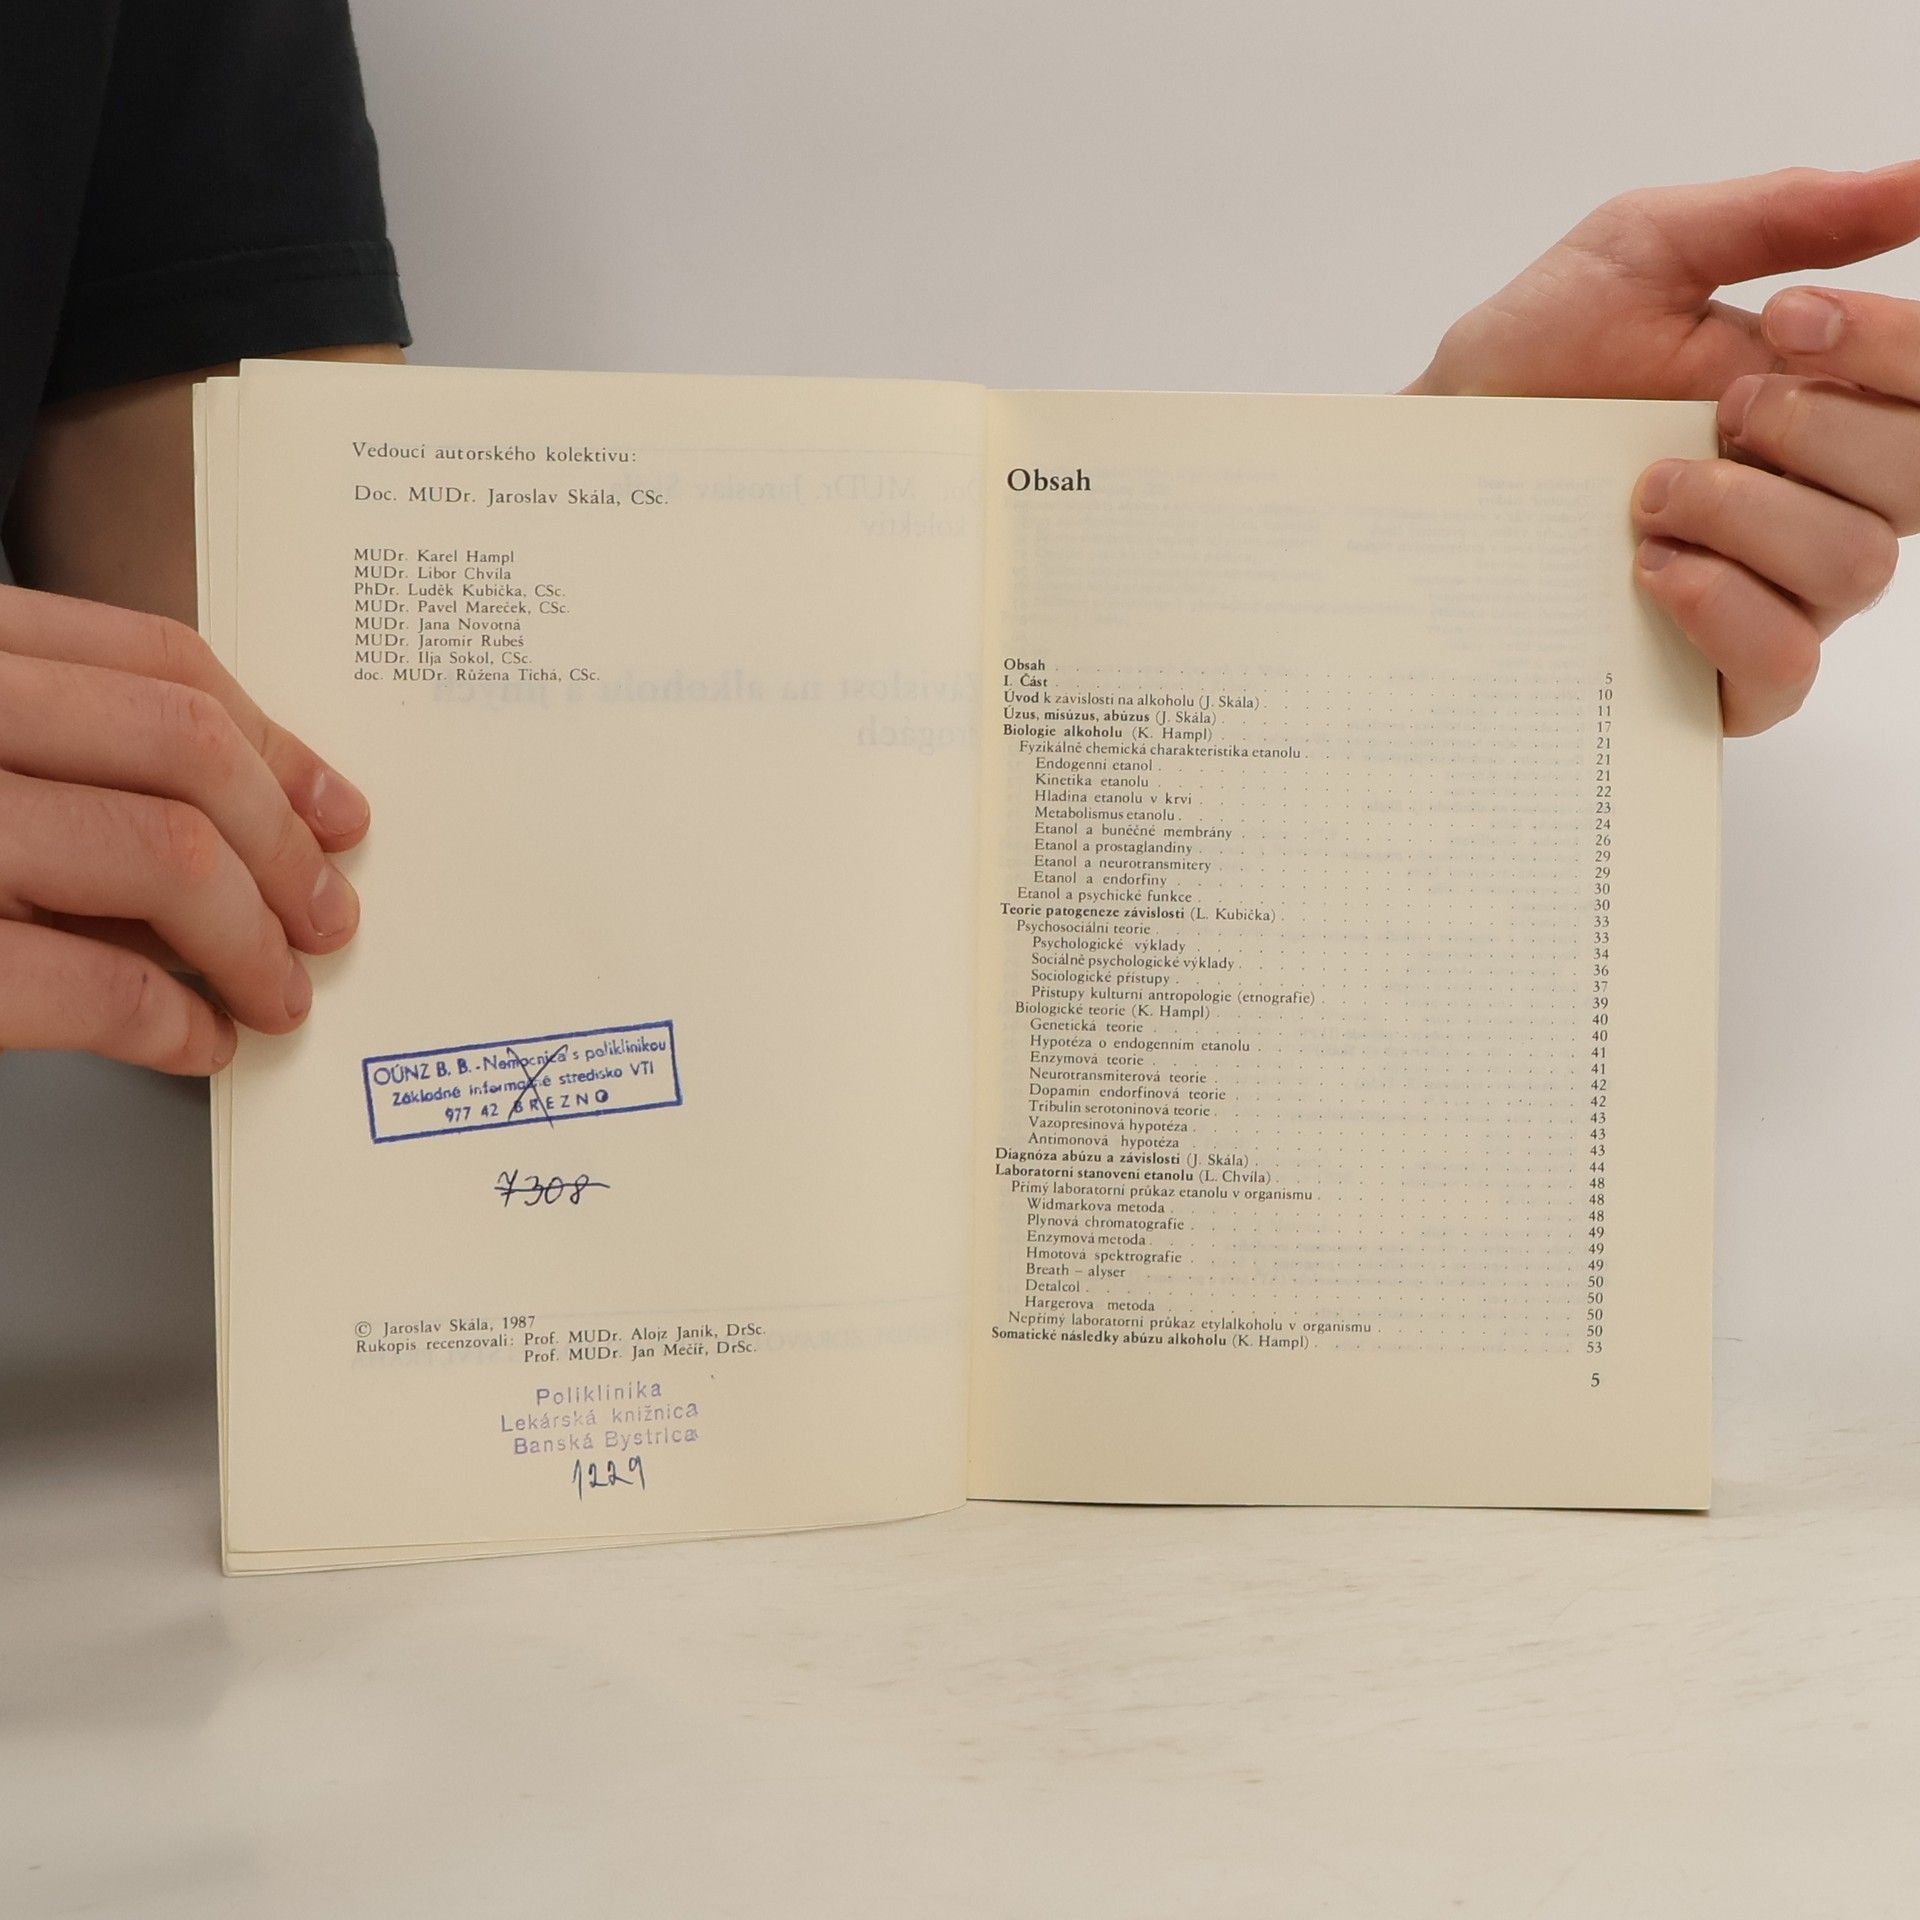 Vedoucí autorského kolektivu:
Doc. MUDr. Jaroslav Skála, CSc.
MUDr. Karel Hampl
MUDr. Libor Chvíla
PhDr. Luděk Kubička, CSc.
MUDr. Pavel Mareček, CSc.
MUDr. Jana Novotná
MUDr. Jaromír Rubeš
MUDr. Ilja Sokol, CSc.
doc. MUDr. Růžena Tichá, CSc.
OÚNZ B. B. - Nemocnica s poliklinikou
Základné informačné stredisko VTI
977 42 BREZNO
7308
© Jaroslav Skála, 1987
Rukopis recenzovali: Prof. MUDr. Alojz Janík, DrSc.
Prof. MUDr. Jan Mečíř, DrSc.
Poliklinika
Lekárská knižnica
Banská Bystrica
1229
Obsah
Obsah . . . 5
I. Část . . . 10
Úvod k závislosti na alkoholu (J. Skála) . . . 11
Úzus, misúzus, abúzus (J. Skála) . . . 17
Biologie alkoholu (K. Hampl) . . . 21
Fyzikálně chemická charakteristika etanolu . . . 21
Endogenní etanol . . . 21
Kinetika etanolu . . . 22
Hladina etanolu v krvi . . . 23
Metabolismus etanolu . . . 24
Etanol a buněčné membrány . . . 26
Etanol a prostaglandiny . . . 29
Etanol a neurotransmitery . . . 29
Etanol a endorfiny . . . 30
Etanol a psychické funkce . . . 30
Teorie patogeneze závislosti (L. Kubička) . . . 33
Psychosociální teorie . . . 33
Psychologické výklady . . . 34
Sociálně psychologické výklady . . . 36
Sociologické přístupy . . . 37
Přístupy kulturní antropologie (etnografie) . . . 39
Biologické teorie (K. Hampl) . . . 40
Genetická teorie . . . 40
Hypotéza o endogenním etanolu . . . 41
Enzymová teorie . . . 41
Neurotransmiterová teorie . . . 42
Dopamin endorfinová teorie . . . 42
Tribulin serotoninová teorie . . . 43
Vazopresinová hypotéza . . . 43
Antimonová hypotéza . . . 43
Diagnóza abúzu a závislosti (J. Skála) . . . 44
Laboratorní stanovení etanolu (L. Chvíla) . . . 48
Přímý laboratorní průkaz etanolu v organismu . . . 48
Widmarkova metoda . . . 48
Plynová chromatografie . . . 49
Enzymová metoda . . . 49
Hmotová spektrografie . . . 49
Breath – alyser . . . 50
Detalcol . . . 50
Hargerova metoda . . . 50
Nepřímý laboratorní průkaz etylalkoholu v organismu . . . 50
Somatické následky abúzu alkoholu (K. Hampl) . . . 53
5